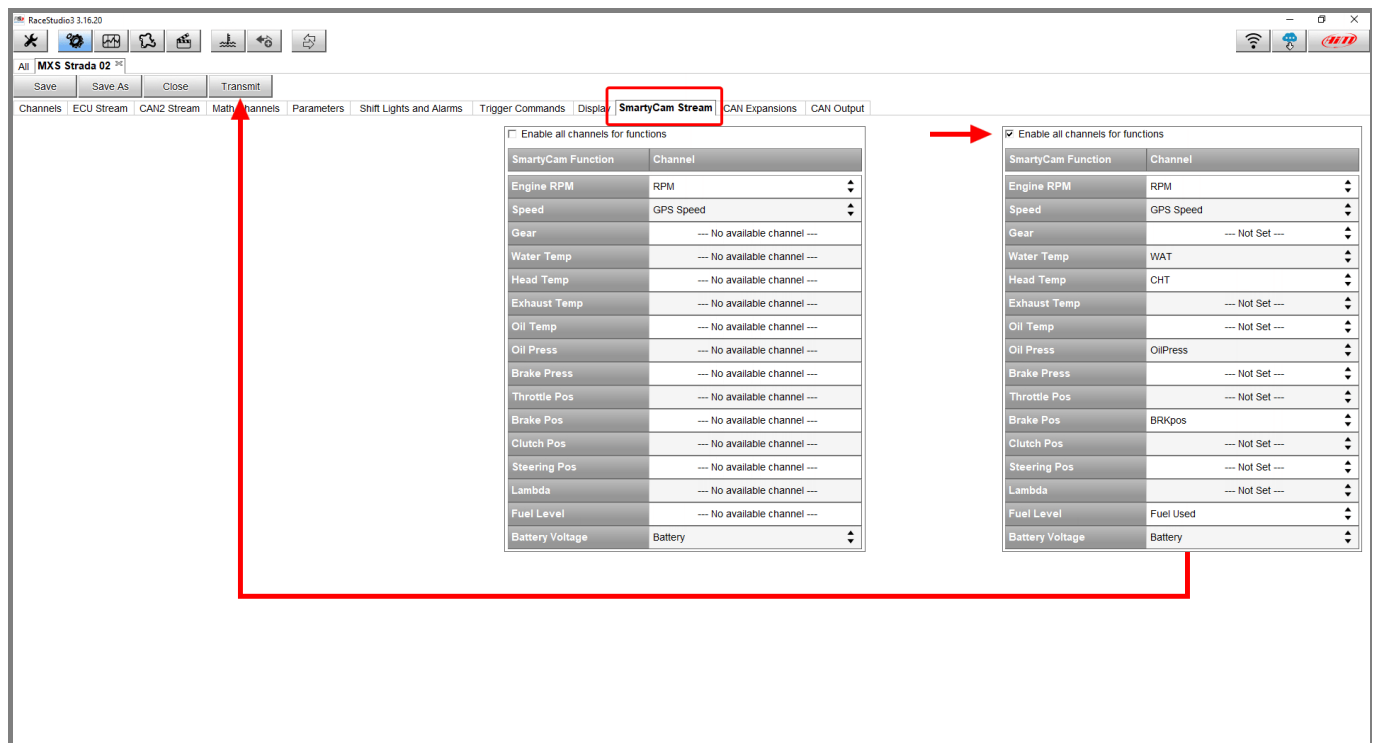 RaceStudio3 3.16.20
AiM
All MXS Strada 02
Save Save As Close Transmit
Channels ECU Stream CAN2 Stream Math Channels Parameters Shift Lights and Alarms Trigger Commands Display SmartyCam Stream CAN Expansions CAN Output
Enable all channels for functions
SmartyCam Function Channel
Engine RPM RPM
Speed GPS Speed
Gear --- No available channel ---
Water Temp --- No available channel ---
Head Temp --- No available channel ---
Exhaust Temp --- No available channel ---
Oil Temp --- No available channel ---
Oil Press --- No available channel ---
Brake Press --- No available channel ---
Throttle Pos --- No available channel ---
Brake Pos --- No available channel ---
Clutch Pos --- No available channel ---
Steering Pos --- No available channel ---
Lambda --- No available channel ---
Fuel Level --- No available channel ---
Battery Voltage Battery
Enable all channels for functions
SmartyCam Function Channel
Engine RPM RPM
Speed GPS Speed
Gear --- Not Set ---
Water Temp WAT
Head Temp CHT
Exhaust Temp --- Not Set ---
Oil Temp --- Not Set ---
Oil Press OilPress
Brake Press --- Not Set ---
Throttle Pos --- Not Set ---
Brake Pos BRKpos
Clutch Pos --- Not Set ---
Steering Pos --- Not Set ---
Lambda --- Not Set ---
Fuel Level Fuel Used
Battery Voltage Battery